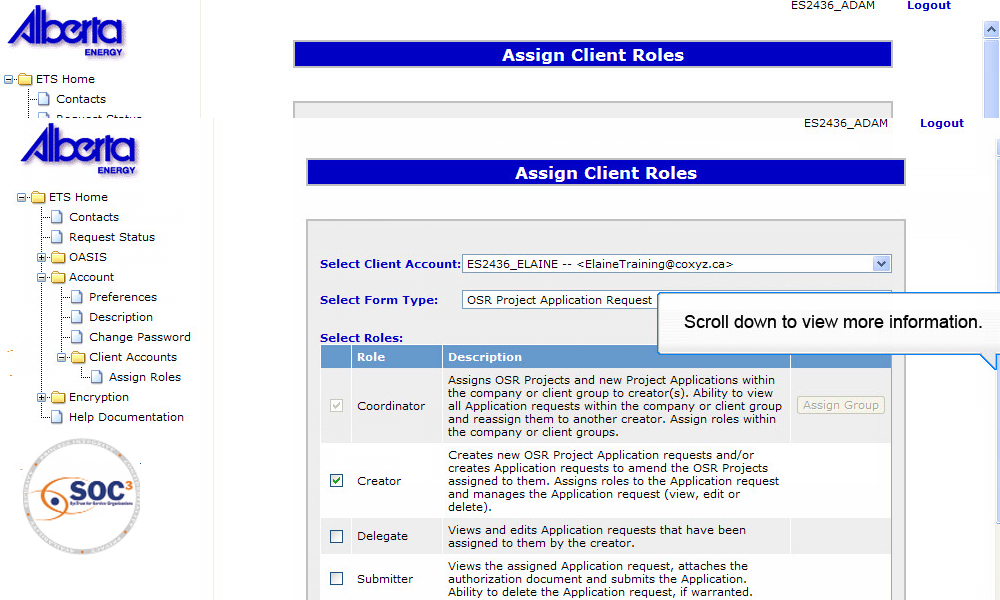 ES2436_ADAM Logout
Alberta
ENERGY
Assign Client Roles
ETS Home
Contacts
Request Status
ES2436_ADAM Logout
Alberta
ENERGY
Assign Client Roles
ETS Home
Contacts
Request Status
OASIS
Account
Preferences
Description
Change Password
Client Accounts
Assign Roles
Encryption
Help Documentation
SOC3
Select Client Account: ES2436_ELAINE -- <ElaineTraining@coxyz.ca>
Select Form Type: OSR Project Application Request
Scroll down to view more information.
Select Roles:
Role Description
Coordinator
Assigns OSR Projects and new Project Applications within
the company or client group to creator(s). Ability to view
all Application requests within the company or client group
and reassign them to another creator. Assign roles within
the company or client groups.
Assign Group
Creator
Creates new OSR Project Application requests and/or
creates Application requests to amend the OSR Projects
assigned to them. Assigns roles to the Application request
and manages the Application request (view, edit or
delete).
Delegate
Views and edits Application requests that have been
assigned to them by the creator.
Submitter
Views the assigned Application request, attaches the
authorization document and submits the Application.
Ability to delete the Application request, if warranted.